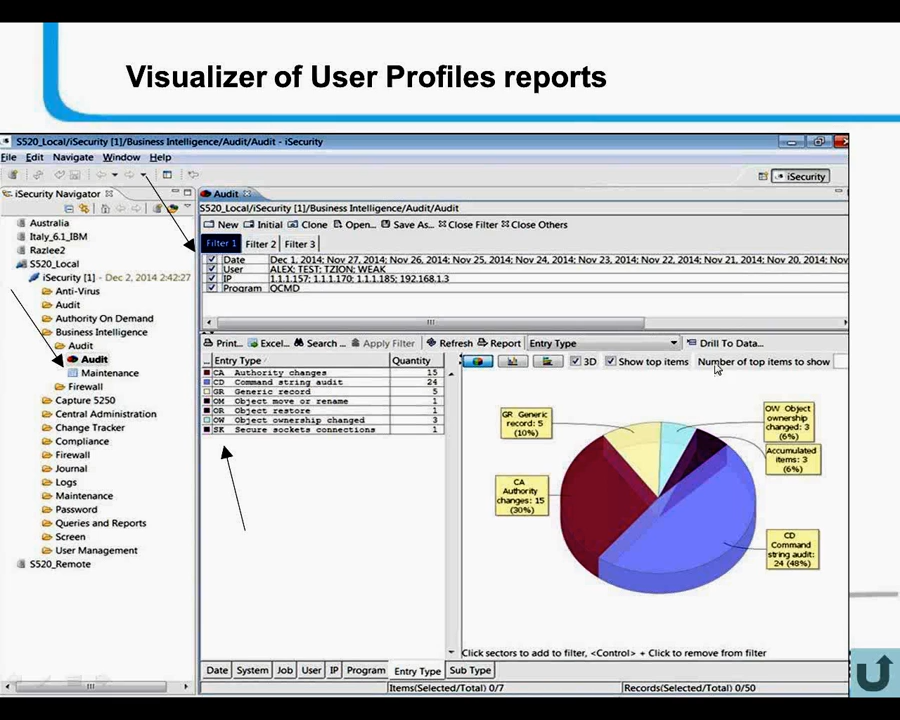 Visualizer of User Profiles reports
S520_Local/iSecurity [1]/Business Intelligence/Audit/Audit - iSecurity
File Edit Navigate Window Help
iSecurity
iSecurity Navigator
Australia
Italy_6.1_IBM
Razlee2
S520_Local
iSecurity [1] - Dec 2, 2014 2:42:27
Anti-Virus
Audit
Authority On Demand
Business Intelligence
Audit
Audit
Maintenance
Firewall
Capture 5250
Central Administration
Change Tracker
Compliance
Firewall
Journal
Logs
Maintenance
Password
Queries and Reports
Screen
User Management
S520_Remote
Audit
S520_Local/iSecurity [1]/Business Intelligence/Audit/Audit
New Initial Clone Open... Save As... Close Filter Close Others
Filter 1 Filter 2 Filter 3
Date Dec 1, 2014; Nov 27, 2014; Nov 26, 2014; Nov 25, 2014; Nov 24, 2014; Nov 23, 2014; Nov 22, 2014; Nov 21, 2014; Nov 20, 2014; Nov
User ALEX; TEST; TZION; WEAK
IP 1.1.1.157; 1.1.1.170; 1.1.1.185; 192.168.1.3
Program OCMD
Print... Excel... Search ... Apply Filter Refresh Report Entry Type Drill To Data...
Entry Type Quantity
CA Authority changes 15
CD Command string audit 24
GR Generic record 5
OM Object move or rename 1
OR Object restore 1
OW Object ownership changed 3
SK Secure sockets connections 1
3D Show top items Number of top items to show
GR Generic
record: 5
(10%)
OW Object
ownership
changed: 3
(6%)
Accumulated
items: 3
(6%)
CA
Authority
changes: 15
(30%)
CD
Command
string audit:
24 (48%)
Click sectors to add to filter, <Control> + Click to remove from filter
Date System Job User IP Program Entry Type Sub Type
Items(Selected/Total) 0/7 Records(Selected/Total) 0/50